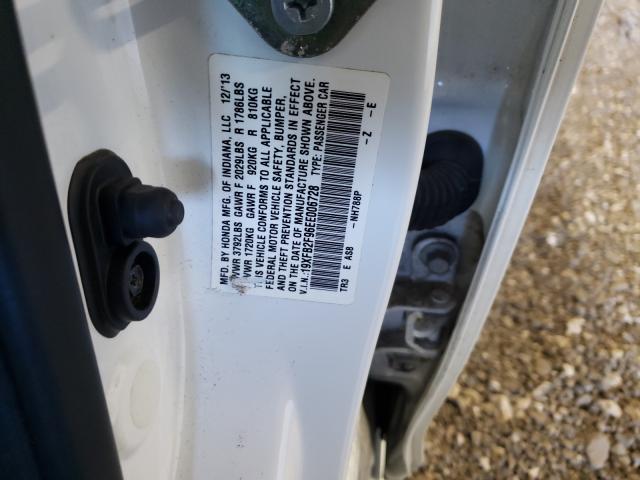 MFD. BY HONDA MFG. OF INDIANA, LLC 12/13
GVWR 3792LBS GAWR F 2029LBS R 1786LBS
GVWR 1720KG GAWR F 920KG R 810KG
THIS VEHICLE CONFORMS TO ALL APPLICABLE
FEDERAL MOTOR VEHICLE SAFETY, BUMPER,
AND THEFT PREVENTION STANDARDS IN EFFECT
ON THE DATE OF MANUFACTURE SHOWN ABOVE.
V.I.N.:19XFB2F96EE006728 TYPE: PASSENGER CAR
TR3 E ASB - NH788P - Z - E